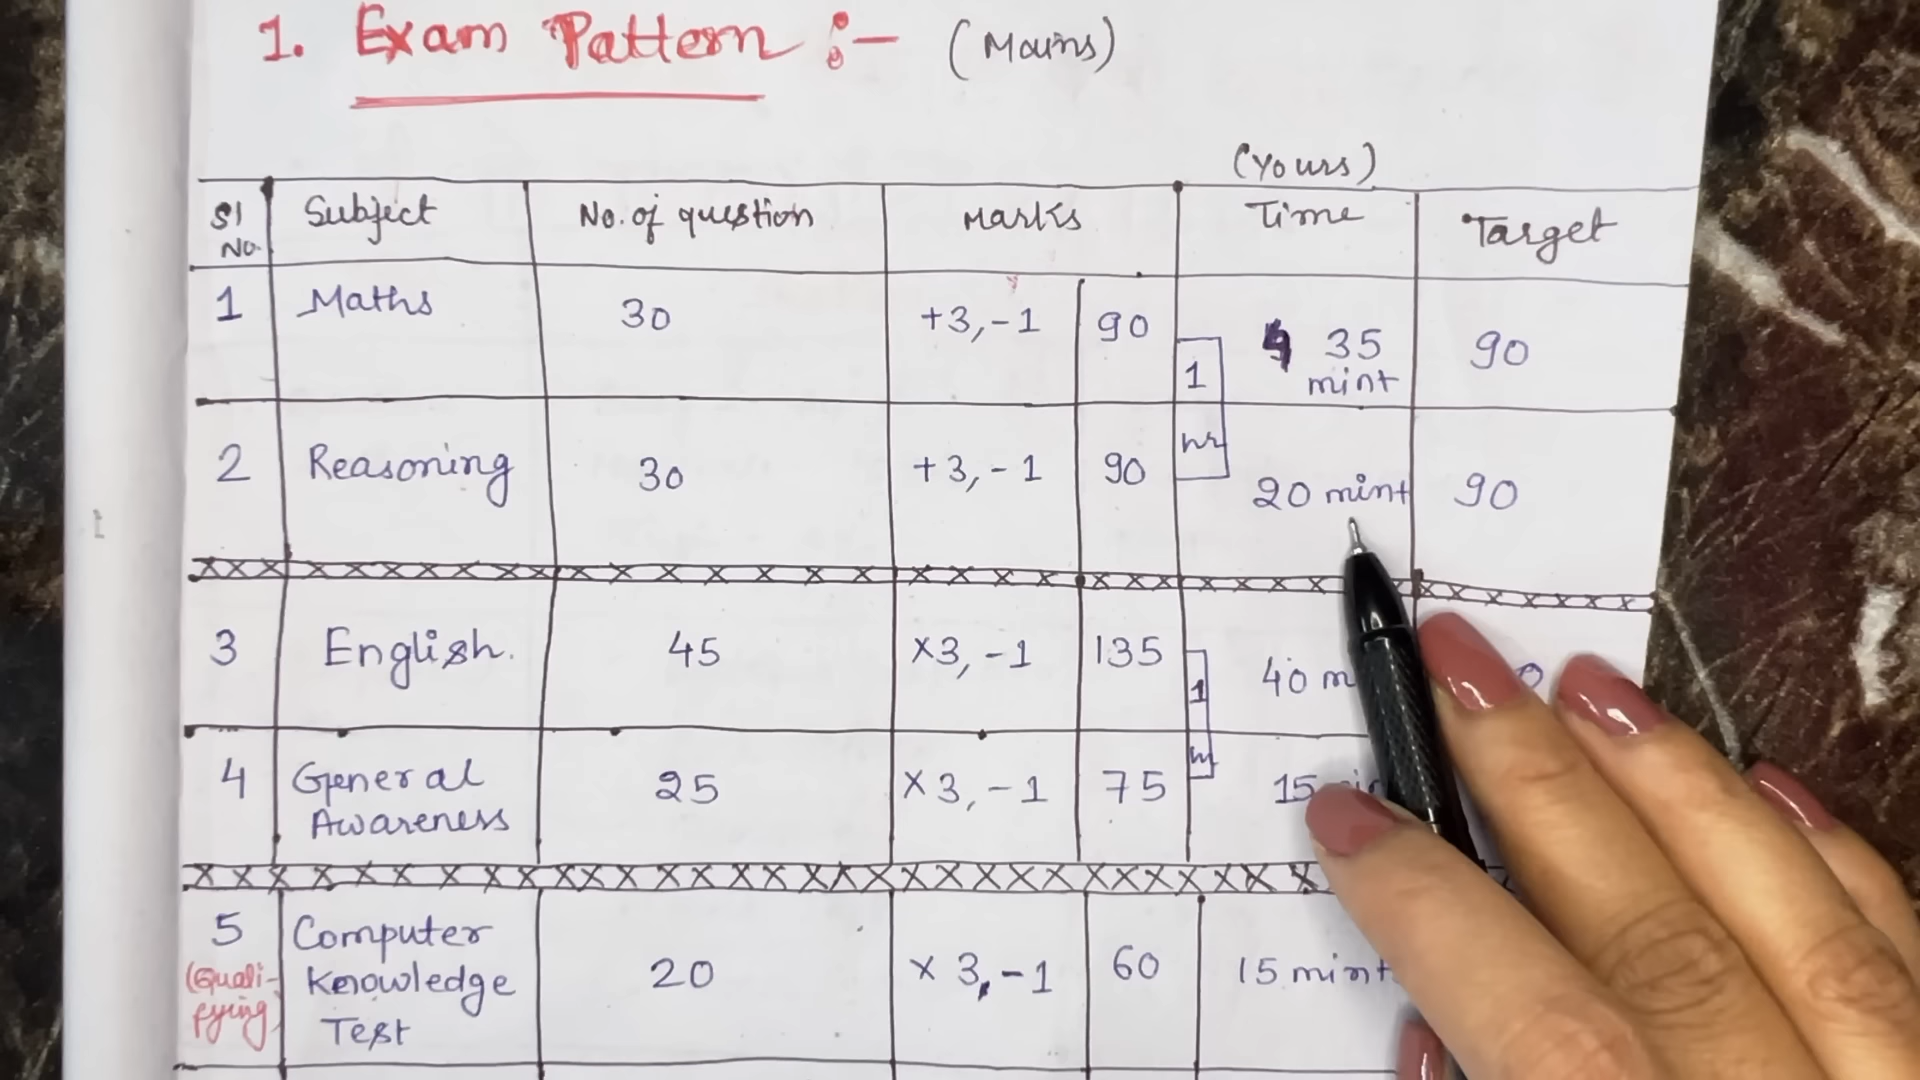 1. Exam Pattern :- (Mains)
(Yours)
Sl No. Subject No. of question Marks Time Target
1 Maths 30 +3, -1 90 1 35 mint 90
2 Reasoning 30 +3, -1 90 hr 20 mint 90
3 English. 45 ×3, -1 135 1 40
4 General Awareness 25 ×3, -1 75 hr 15
5 Computer Knowledge Test 20 × 3, -1 60 15 mint
(Qualifying)